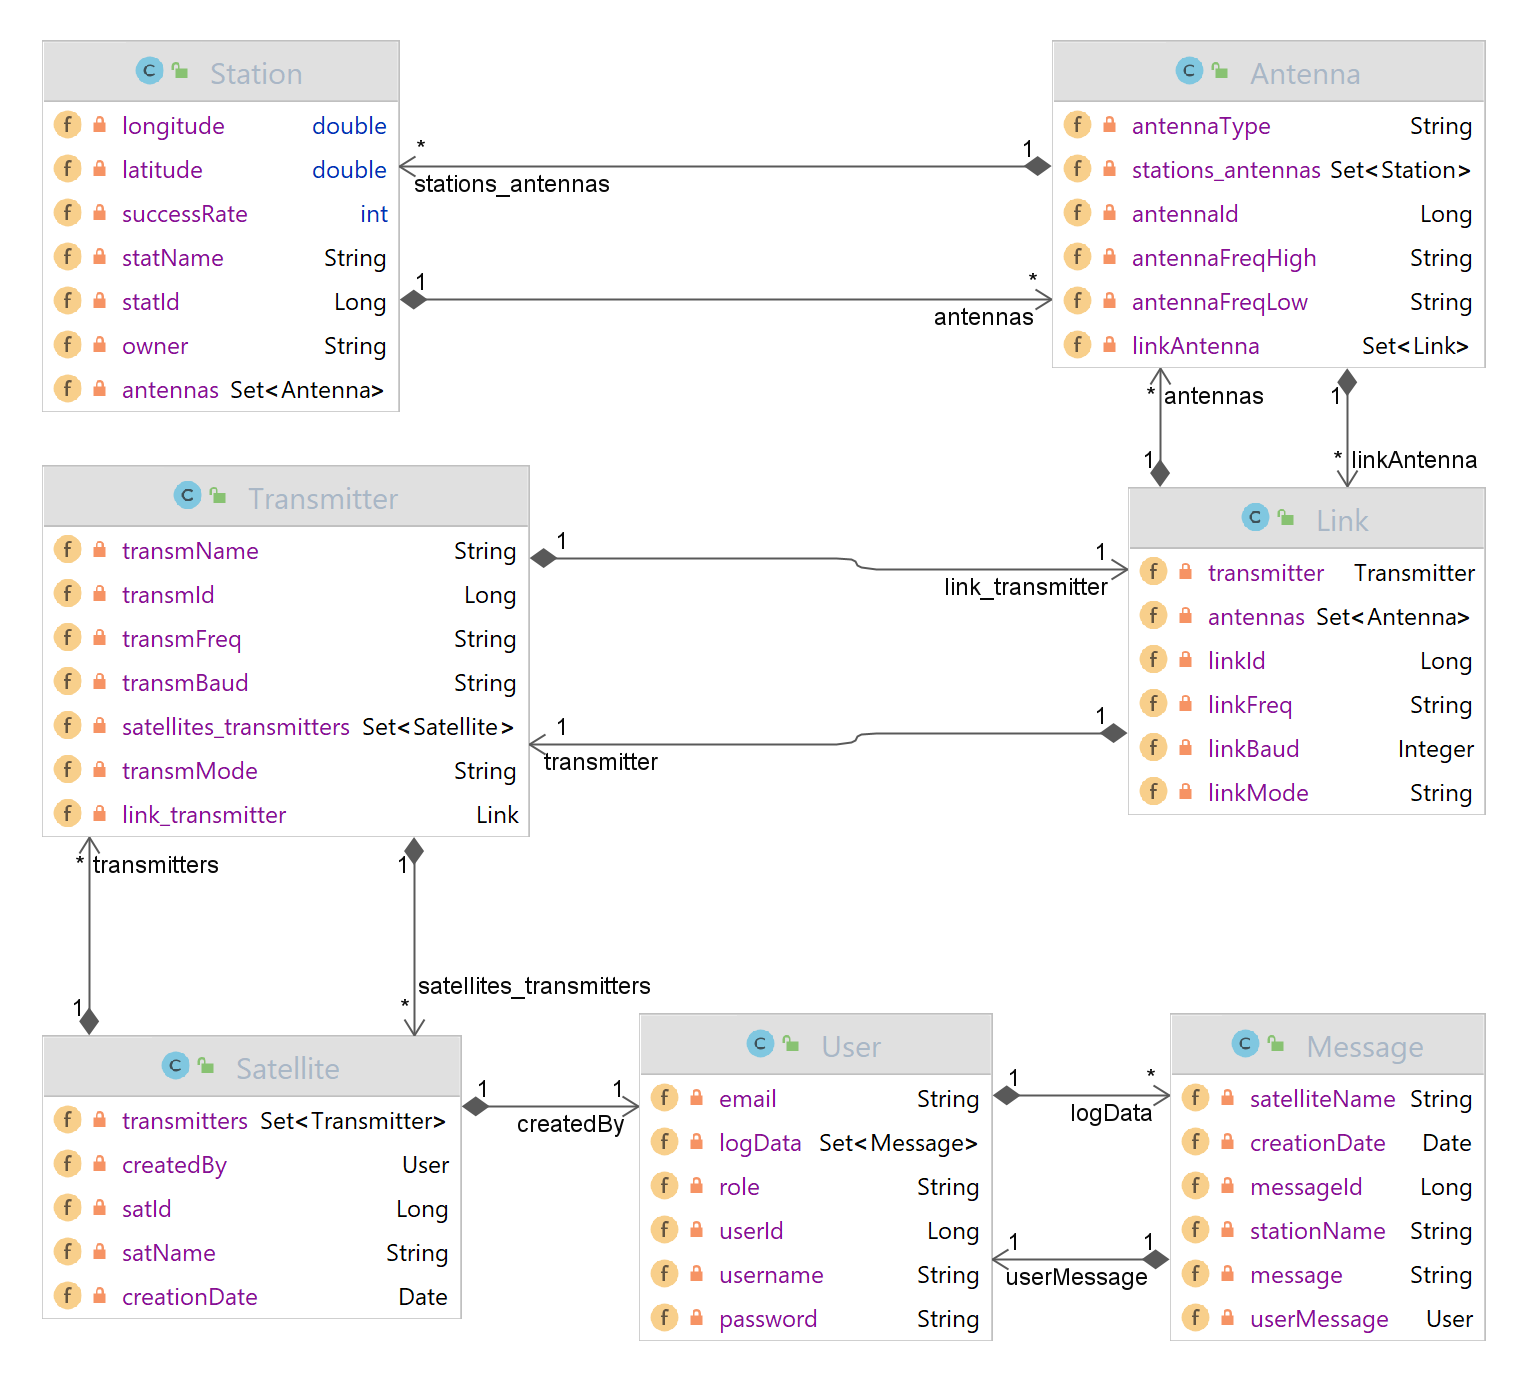 C Station
f longitude double
f latitude double
f successRate int
f statName String
f statId Long
f owner String
f antennas Set<Antenna>
C Antenna
f antennaType String
f stations_antennas Set<Station>
f antennaId Long
f antennaFreqHigh String
f antennaFreqLow String
f linkAntenna Set<Link>
* 1
stations_antennas
1 *
antennas
* antennas
1
1
* linkAntenna
C Transmitter
f transmName String
f transmId Long
f transmFreq String
f transmBaud String
f satellites_transmitters Set<Satellite>
f transmMode String
f link_transmitter Link
C Link
f transmitter Transmitter
f antennas Set<Antenna>
f linkId Long
f linkFreq String
f linkBaud Integer
f linkMode String
1 1
link_transmitter
1 1
transmitter
* transmitters
1
1
satellites_transmitters
*
C Satellite
f transmitters Set<Transmitter>
f createdBy User
f satId Long
f satName String
f creationDate Date
1 1
createdBy
C User
f email String
f logData Set<Message>
f role String
f userId Long
f username String
f password String
1 *
logData
1 1
userMessage
C Message
f satelliteName String
f creationDate Date
f messageId Long
f stationName String
f message String
f userMessage User